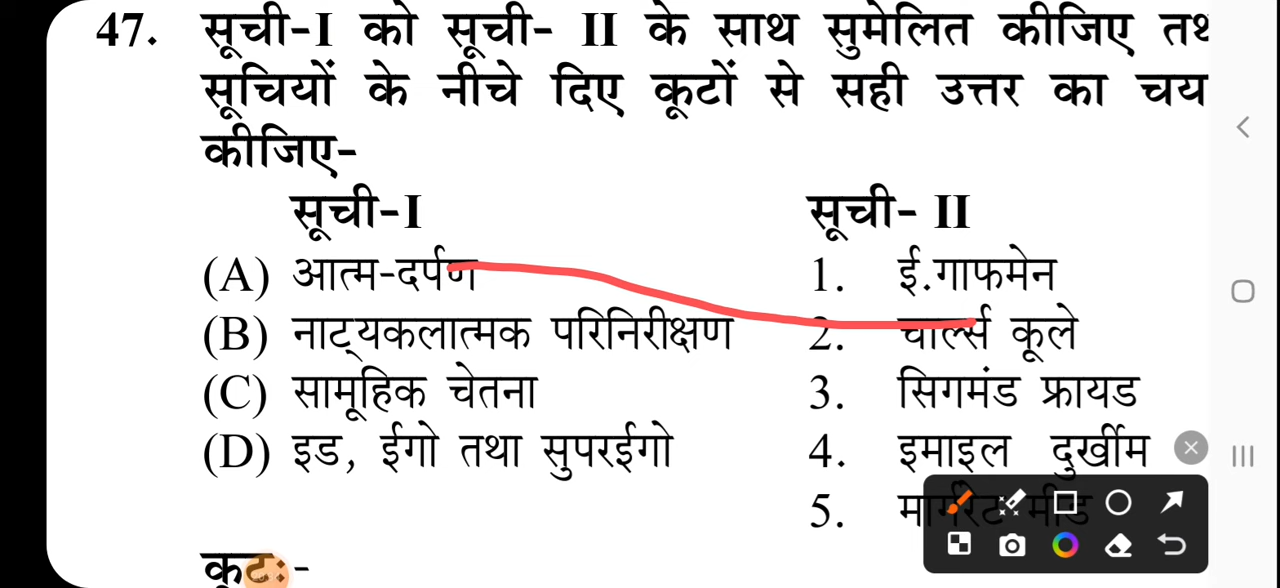 47. सूची-I को सूची- II के साथ सुमेलित कीजिए
सूचियों के नीचे दिए कूटों से सही उत्तर का
कीजिए-
सूची-I सूची- II
(A) आत्म-दर्पण 1. ई.गाफमेन
(B) नाट्यकलात्मक परिनिरीक्षण 2. चार्ल्स कूले
(C) सामूहिक चेतना 3. सिगमंड फ्रायड
(D) इड, ईगो तथा सुपरईगो 4. इमाइल दुर्खीम
5. मार्गरेट मीड
कूटः-